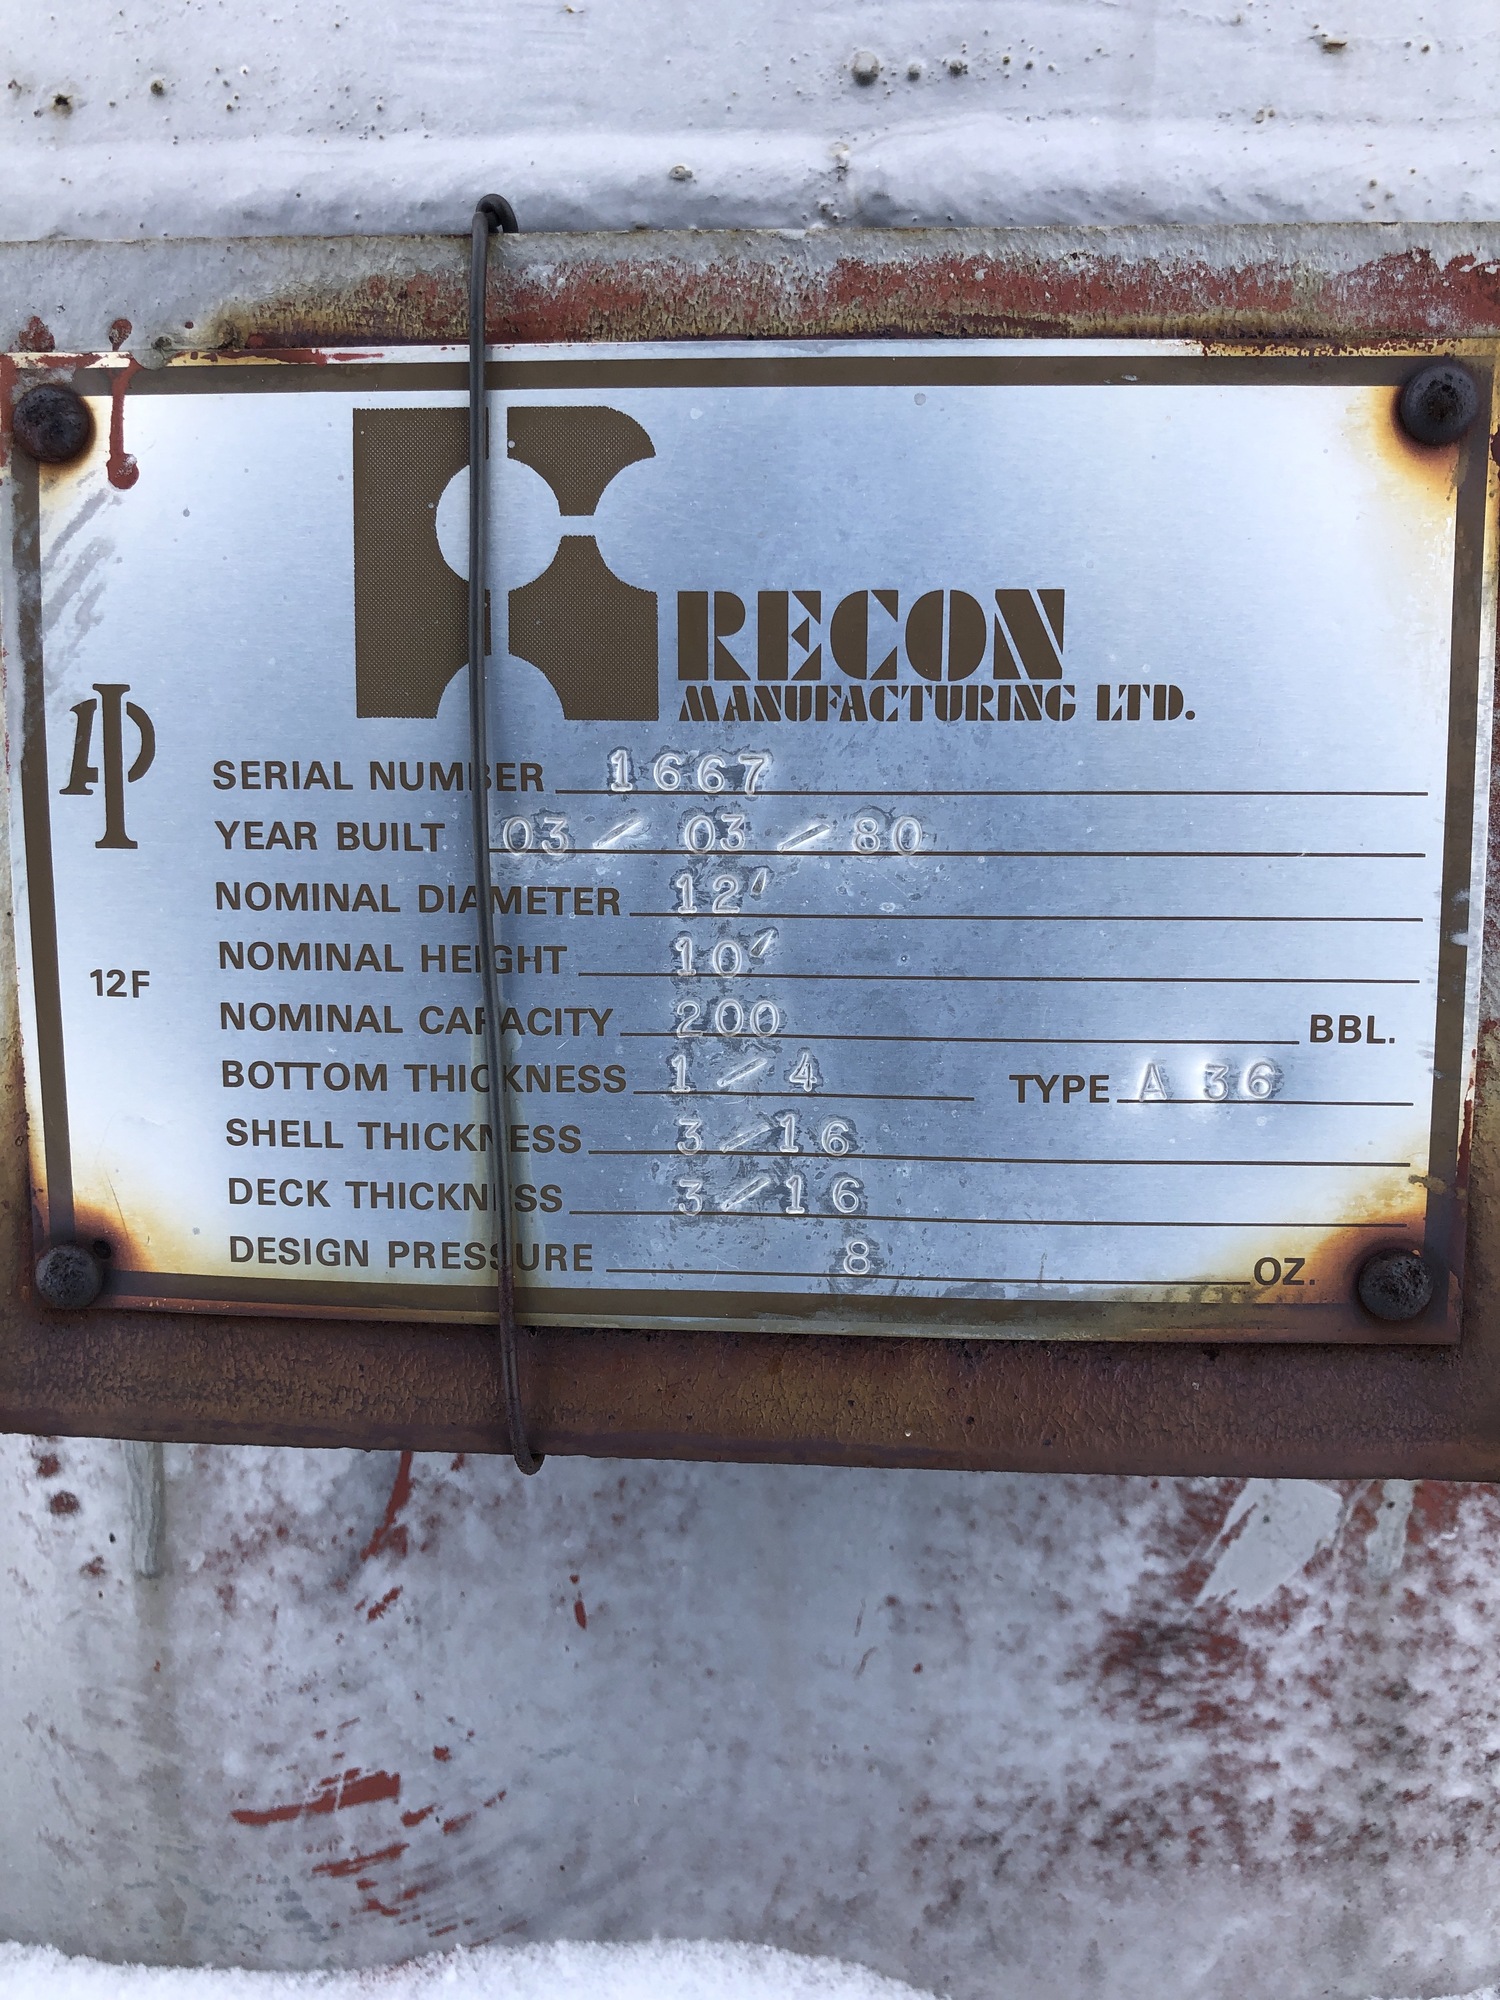 RECON
MANUFACTURING LTD.
API
SERIAL NUMBER 1667
YEAR BUILT 03 / 03 / 80
NOMINAL DIAMETER 12'
NOMINAL HEIGHT 10'
12F
NOMINAL CAPACITY 200 BBL.
BOTTOM THICKNESS 1/4 TYPE A 36
SHELL THICKNESS 3/16
DECK THICKNESS 3/16
DESIGN PRESSURE 8 OZ.